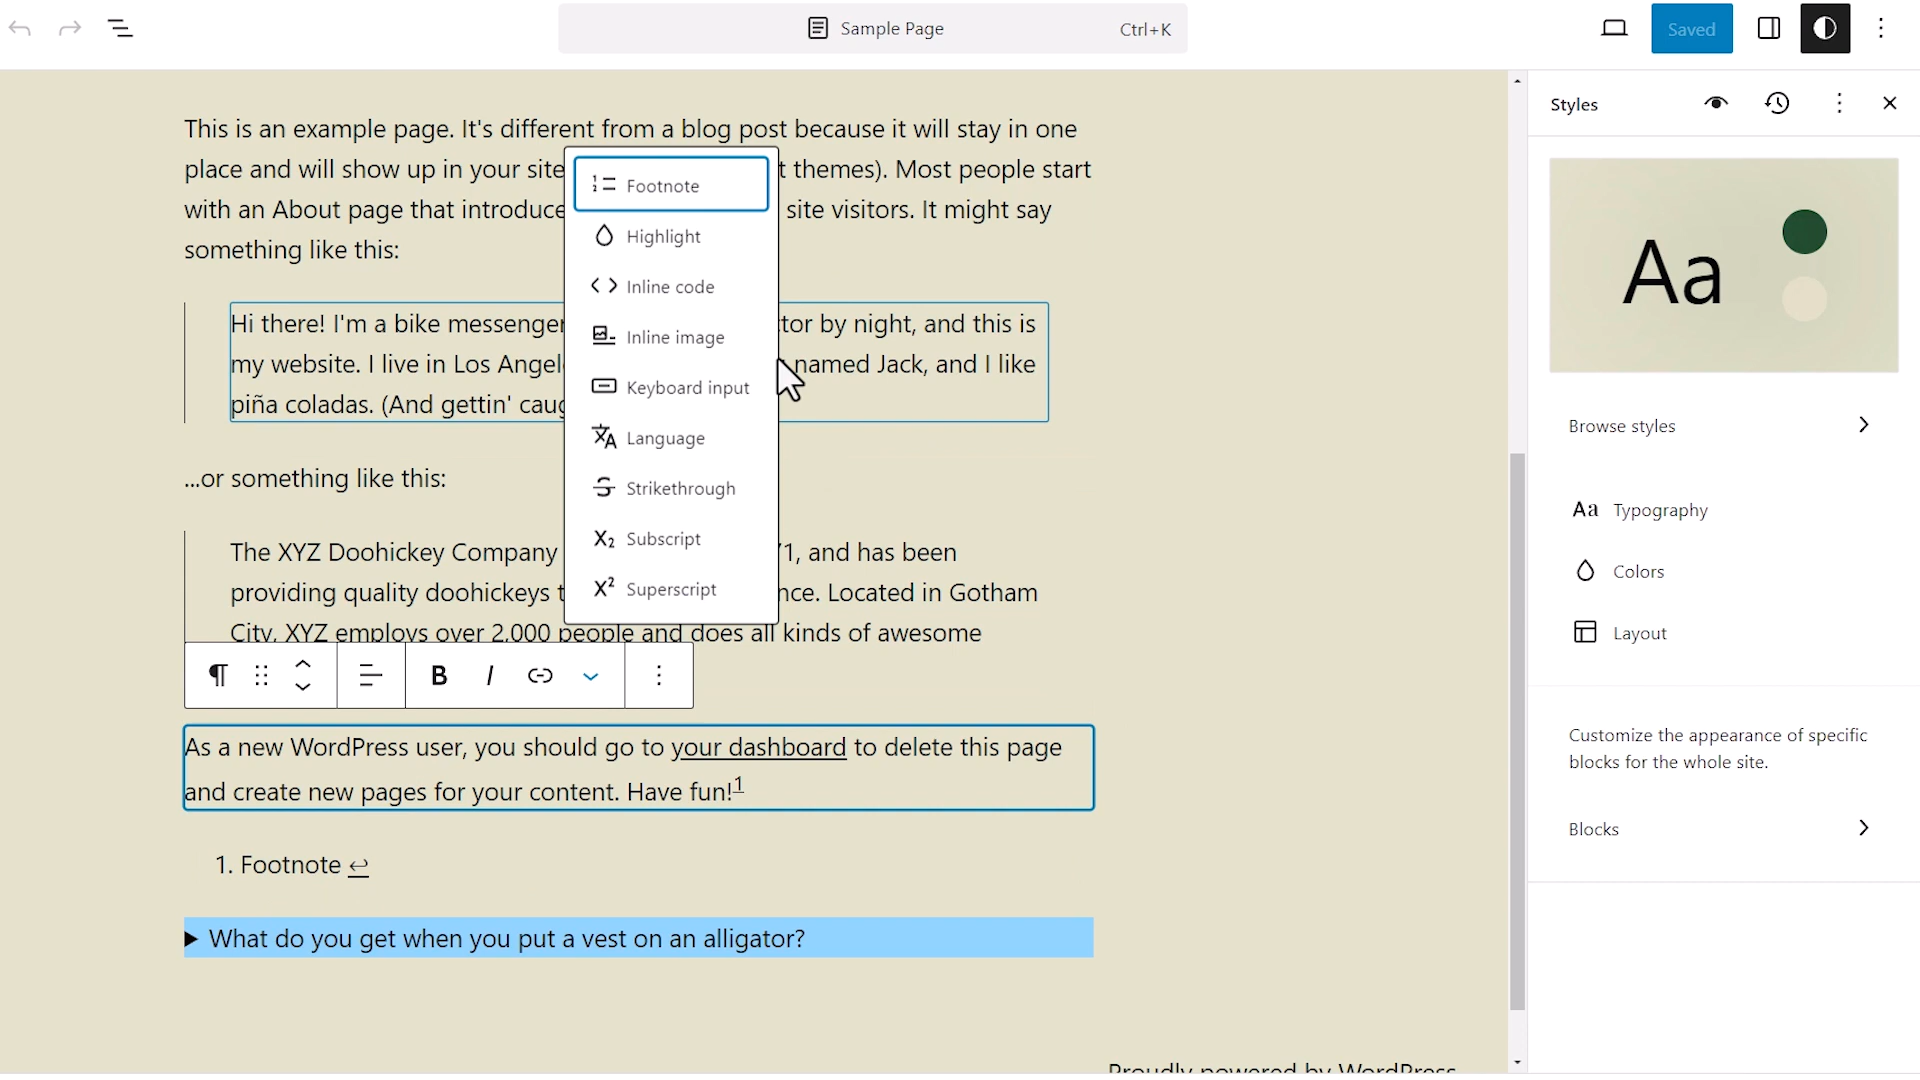 Sample Page Ctrl+K
Saved
This is an example page. It's different from a blog post because it will stay in one
place and will show up in your site t themes). Most people start
with an About page that introduce site visitors. It might say
something like this:
Footnote
Highlight
Inline code
Inline image
Keyboard input
Language
Strikethrough
Subscript
Superscript
Hi there! I'm a bike messenger tor by night, and this is
my website. I live in Los Angel named Jack, and I like
piña coladas. (And gettin' caug
...or something like this:
The XYZ Doohickey Company 1, and has been
providing quality doohickeys t nce. Located in Gotham
City, XYZ employs over 2,000 people and does all kinds of awesome
B I
As a new WordPress user, you should go to your dashboard to delete this page
and create new pages for your content. Have fun!1
1. Footnote ↩
What do you get when you put a vest on an alligator?
Proudly powered by WordPress
Styles
Aa
Browse styles
Aa Typography
Colors
Layout
Customize the appearance of specific
blocks for the whole site.
Blocks